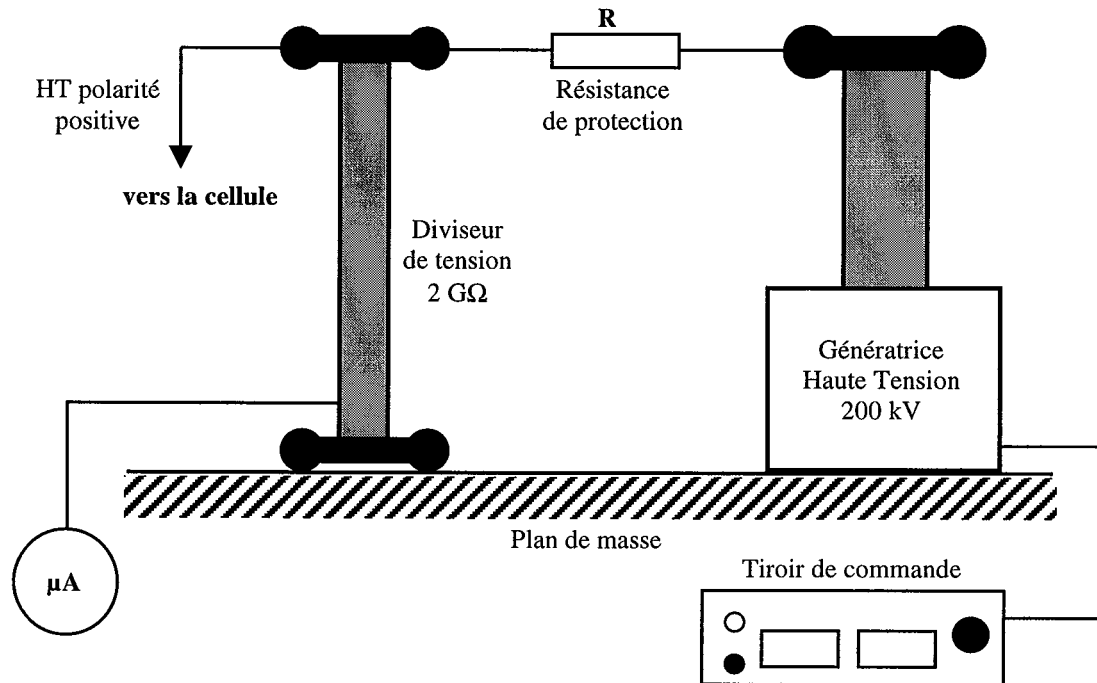 R
Résistance
de protection
HT polarité
positive
vers la cellule
Diviseur
de tension
2 GΩ
Génératrice
Haute Tension
200 kV
Plan de masse
µA
Tiroir de commande